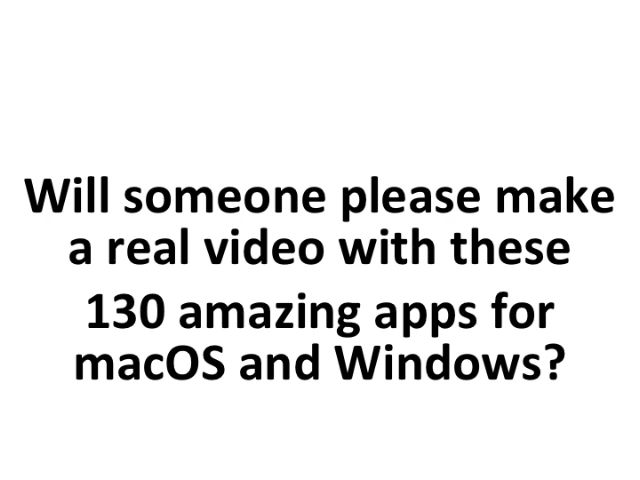 Will someone please make
a real video with these
130 amazing apps for
macOS and Windows?